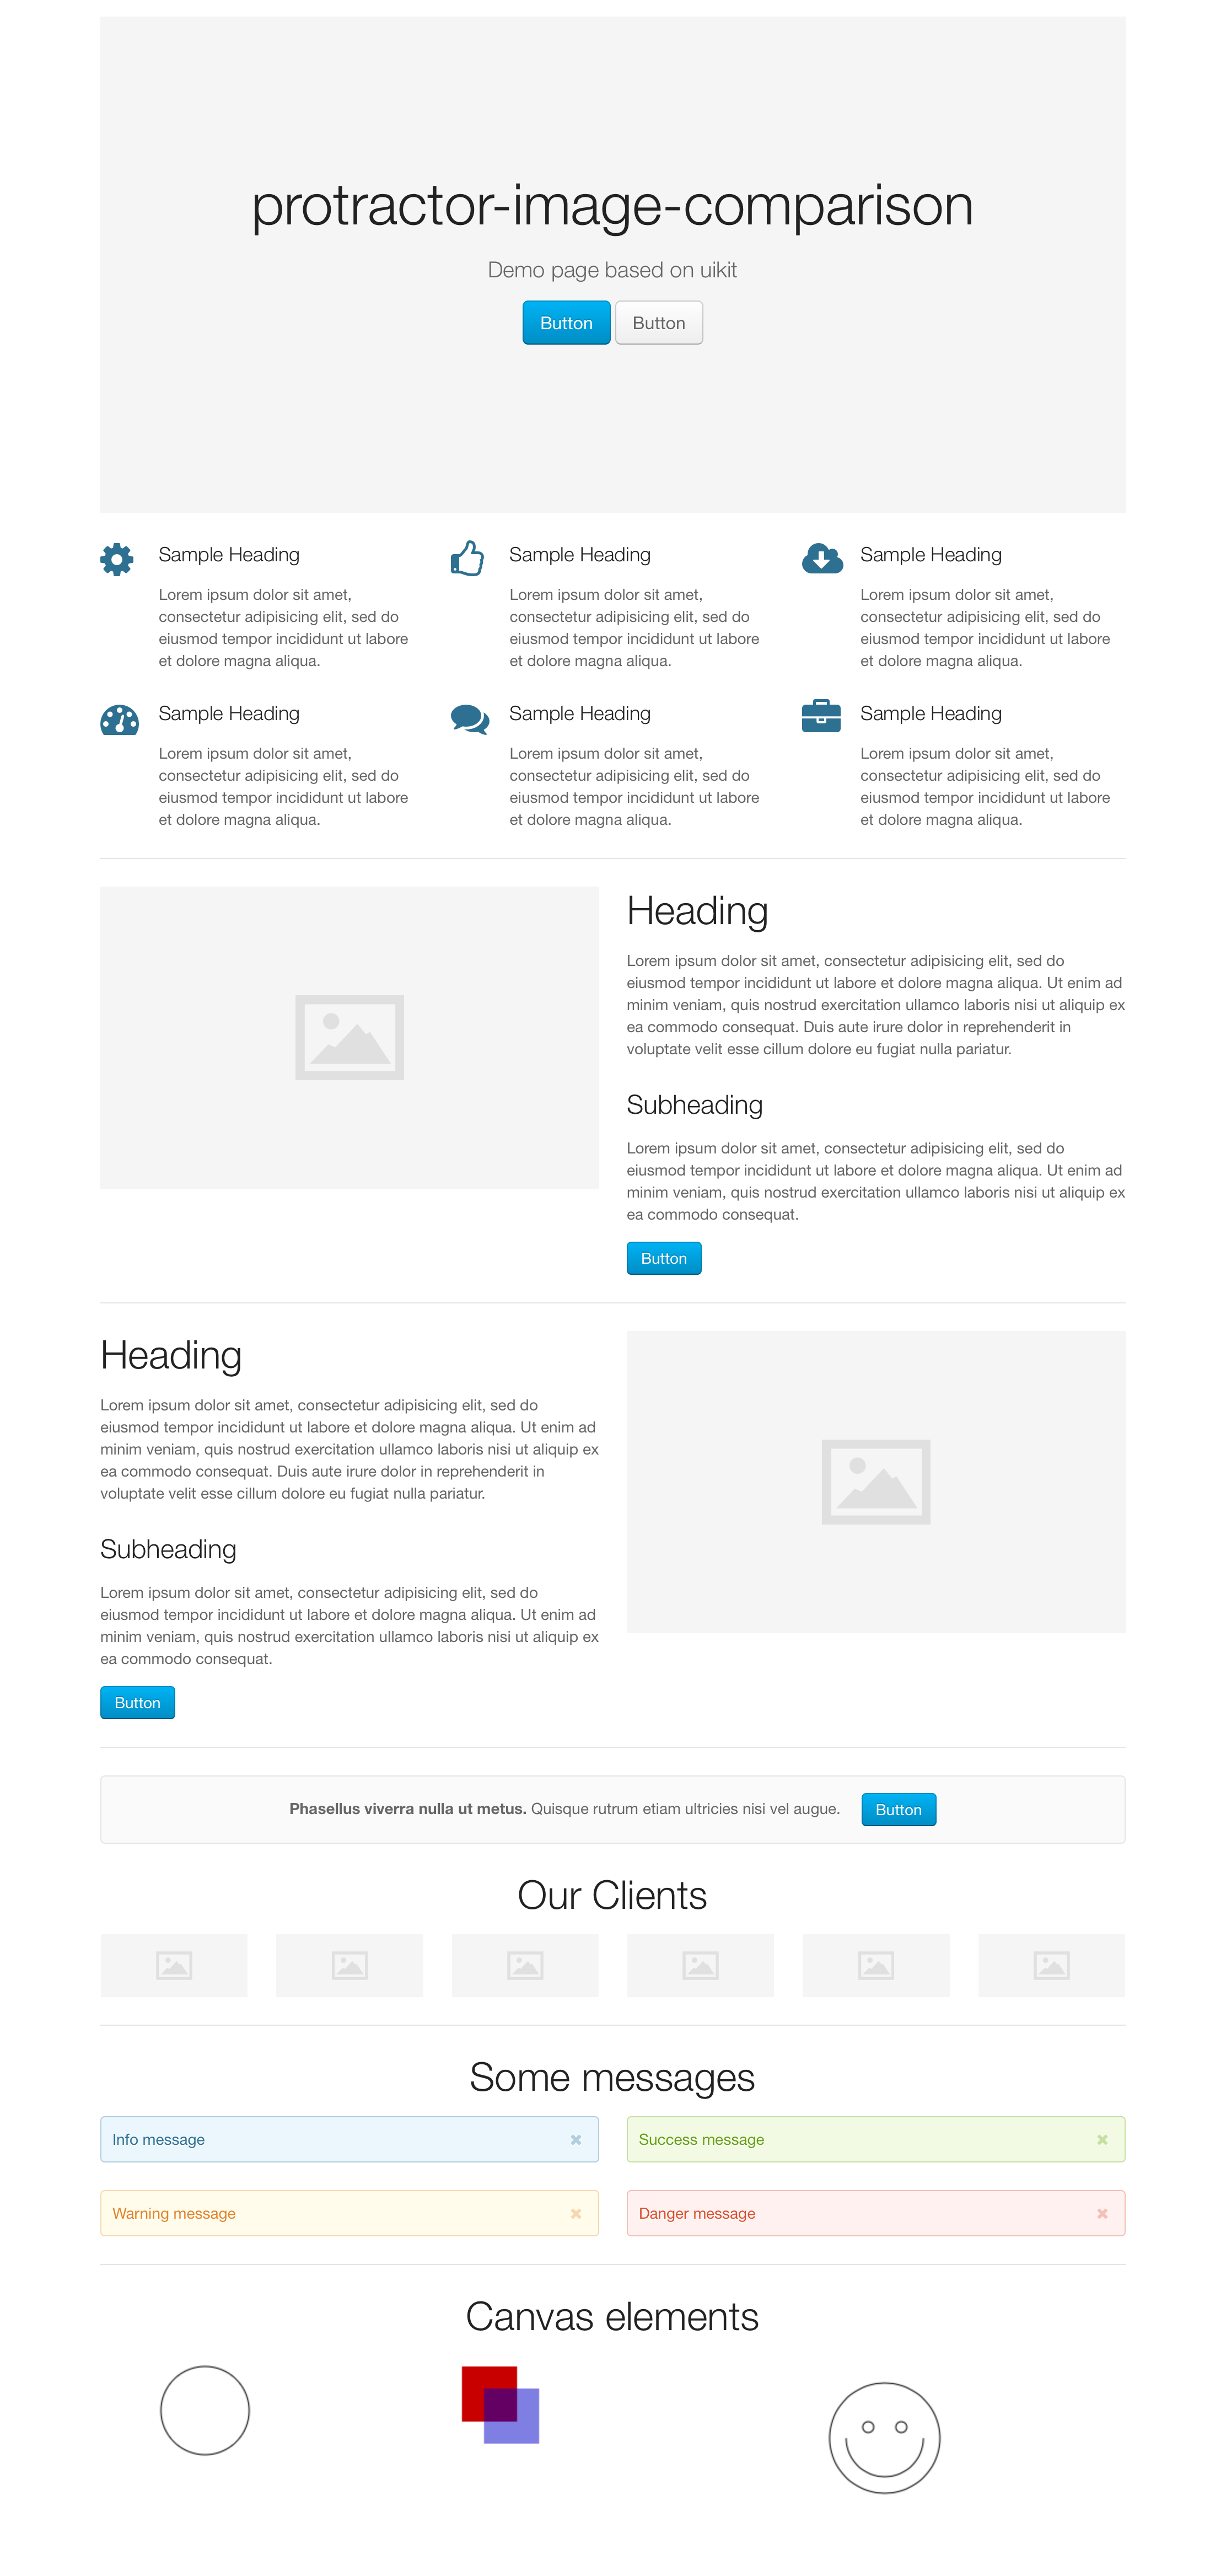 protractor-image-comparison
Demo page based on uikit
Button Button
Sample Heading
Lorem ipsum dolor sit amet,
consectetur adipisicing elit, sed do
eiusmod tempor incididunt ut labore
et dolore magna aliqua.
Sample Heading
Lorem ipsum dolor sit amet,
consectetur adipisicing elit, sed do
eiusmod tempor incididunt ut labore
et dolore magna aliqua.
Sample Heading
Lorem ipsum dolor sit amet,
consectetur adipisicing elit, sed do
eiusmod tempor incididunt ut labore
et dolore magna aliqua.
Sample Heading
Lorem ipsum dolor sit amet,
consectetur adipisicing elit, sed do
eiusmod tempor incididunt ut labore
et dolore magna aliqua.
Sample Heading
Lorem ipsum dolor sit amet,
consectetur adipisicing elit, sed do
eiusmod tempor incididunt ut labore
et dolore magna aliqua.
Sample Heading
Lorem ipsum dolor sit amet,
consectetur adipisicing elit, sed do
eiusmod tempor incididunt ut labore
et dolore magna aliqua.
Heading
Lorem ipsum dolor sit amet, consectetur adipisicing elit, sed do
eiusmod tempor incididunt ut labore et dolore magna aliqua. Ut enim ad
minim veniam, quis nostrud exercitation ullamco laboris nisi ut aliquip ex
ea commodo consequat. Duis aute irure dolor in reprehenderit in
voluptate velit esse cillum dolore eu fugiat nulla pariatur.
Subheading
Lorem ipsum dolor sit amet, consectetur adipisicing elit, sed do
eiusmod tempor incididunt ut labore et dolore magna aliqua. Ut enim ad
minim veniam, quis nostrud exercitation ullamco laboris nisi ut aliquip ex
ea commodo consequat.
Button
Heading
Lorem ipsum dolor sit amet, consectetur adipisicing elit, sed do
eiusmod tempor incididunt ut labore et dolore magna aliqua. Ut enim ad
minim veniam, quis nostrud exercitation ullamco laboris nisi ut aliquip ex
ea commodo consequat. Duis aute irure dolor in reprehenderit in
voluptate velit esse cillum dolore eu fugiat nulla pariatur.
Subheading
Lorem ipsum dolor sit amet, consectetur adipisicing elit, sed do
eiusmod tempor incididunt ut labore et dolore magna aliqua. Ut enim ad
minim veniam, quis nostrud exercitation ullamco laboris nisi ut aliquip ex
ea commodo consequat.
Button
Phasellus viverra nulla ut metus. Quisque rutrum etiam ultricies nisi vel augue. Button
Our Clients
Some messages
Info message
Success message
Warning message
Danger message
Canvas elements